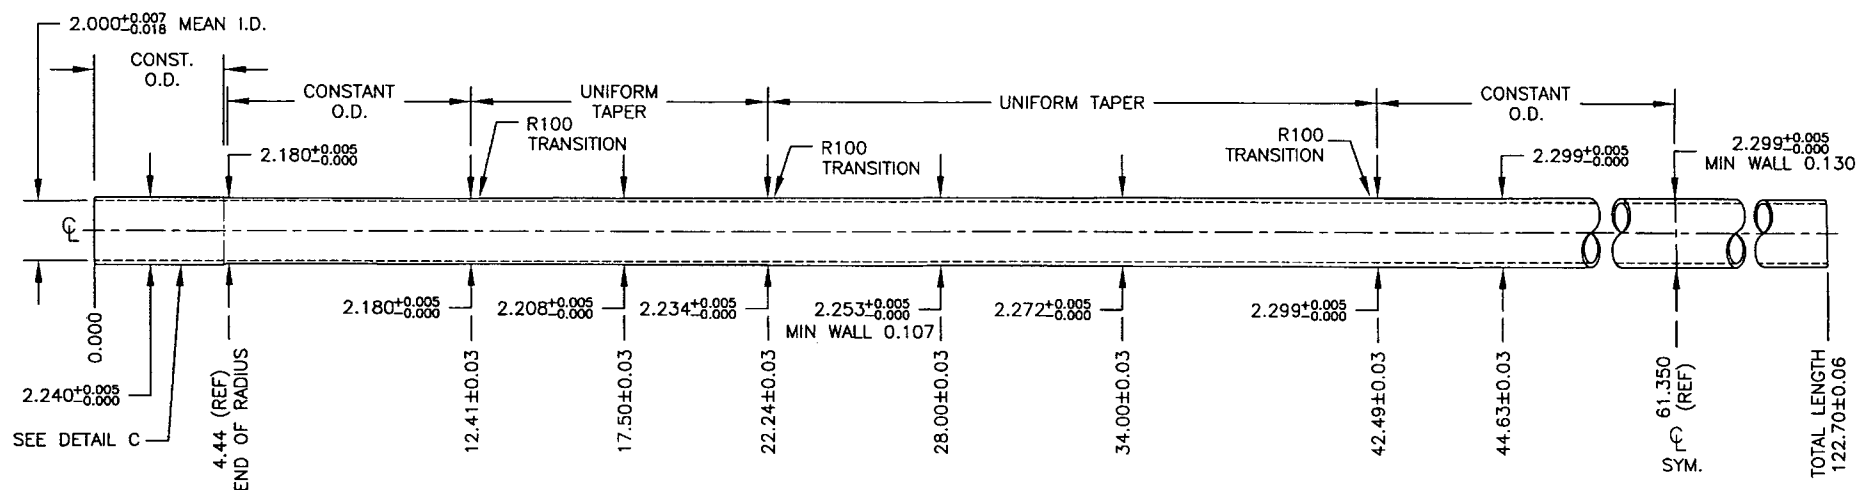 2.000+0.007-0.018 MEAN I.D.
CONST.
O.D.
CONSTANT
O.D.
UNIFORM
TAPER
UNIFORM TAPER
CONSTANT
O.D.
R100
TRANSITION
R100
TRANSITION
R100
TRANSITION
2.180+0.005-0.000
2.299+0.005-0.000
2.299+0.005-0.000
MIN WALL 0.130
℄
2.180+0.005-0.000
2.208+0.005-0.000
2.234+0.005-0.000
2.253+0.005-0.000
MIN WALL 0.107
2.272+0.005-0.000
2.299+0.005-0.000
2.240+0.005-0.000
SEE DETAIL C
0.000
4.44 (REF)
END OF RADIUS
12.41±0.03
17.50±0.03
22.24±0.03
28.00±0.03
34.00±0.03
42.49±0.03
44.63±0.03
61.350
(REF)
℄
SYM.
TOTAL LENGTH
122.70±0.06